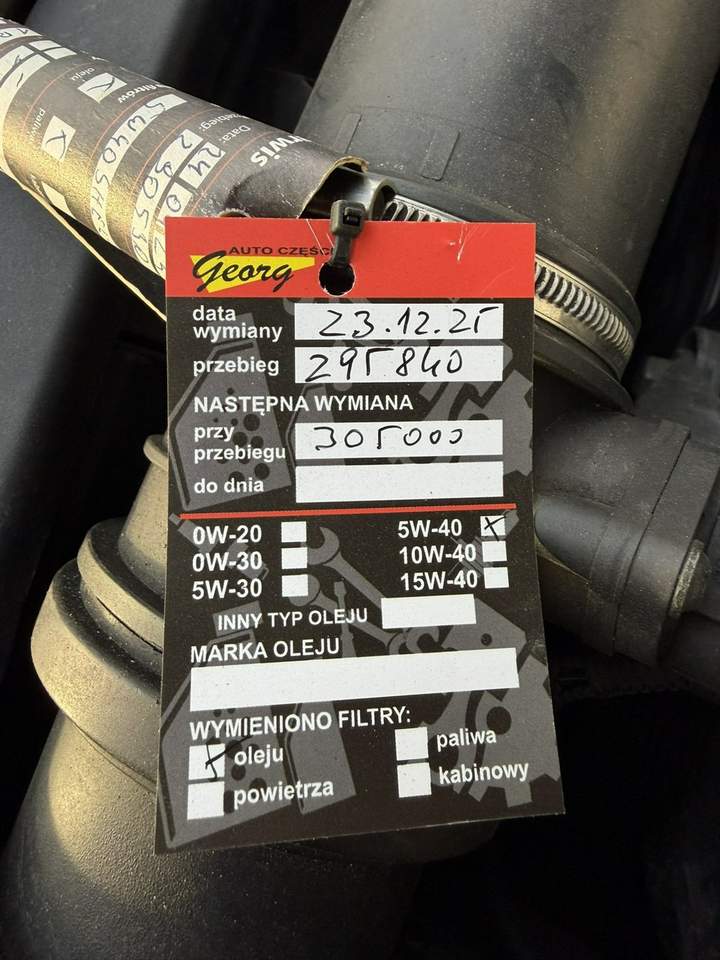 Data:
5W40
AUTO CZĘŚCI
Georg
data wymiany 23.12.25
przebieg 295840
NASTĘPNA WYMIANA
przy przebiegu 305000
do dnia
0W-20 5W-40 x
0W-30 10W-40
5W-30 15W-40
INNY TYP OLEJU
MARKA OLEJU
WYMIENIONO FILTRY:
x oleju paliwa
powietrza kabinowy